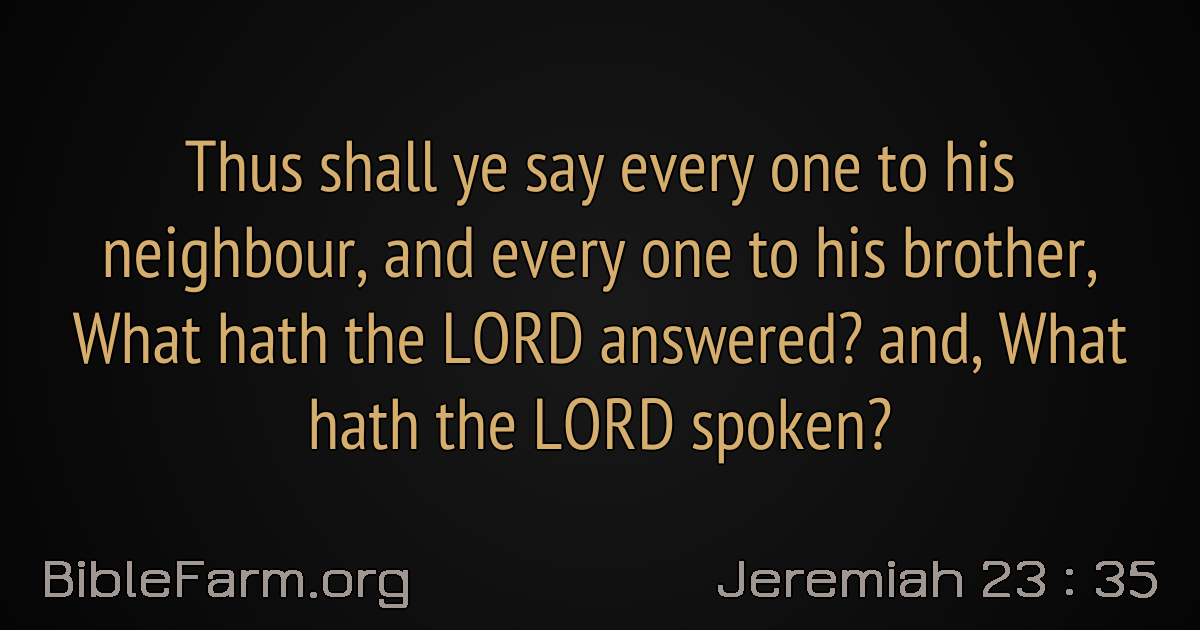 Thus shall ye say every one to his
neighbour, and every one to his brother,
What hath the LORD answered? and, What
hath the LORD spoken?
BibleFarm.org
Jeremiah 23 : 35